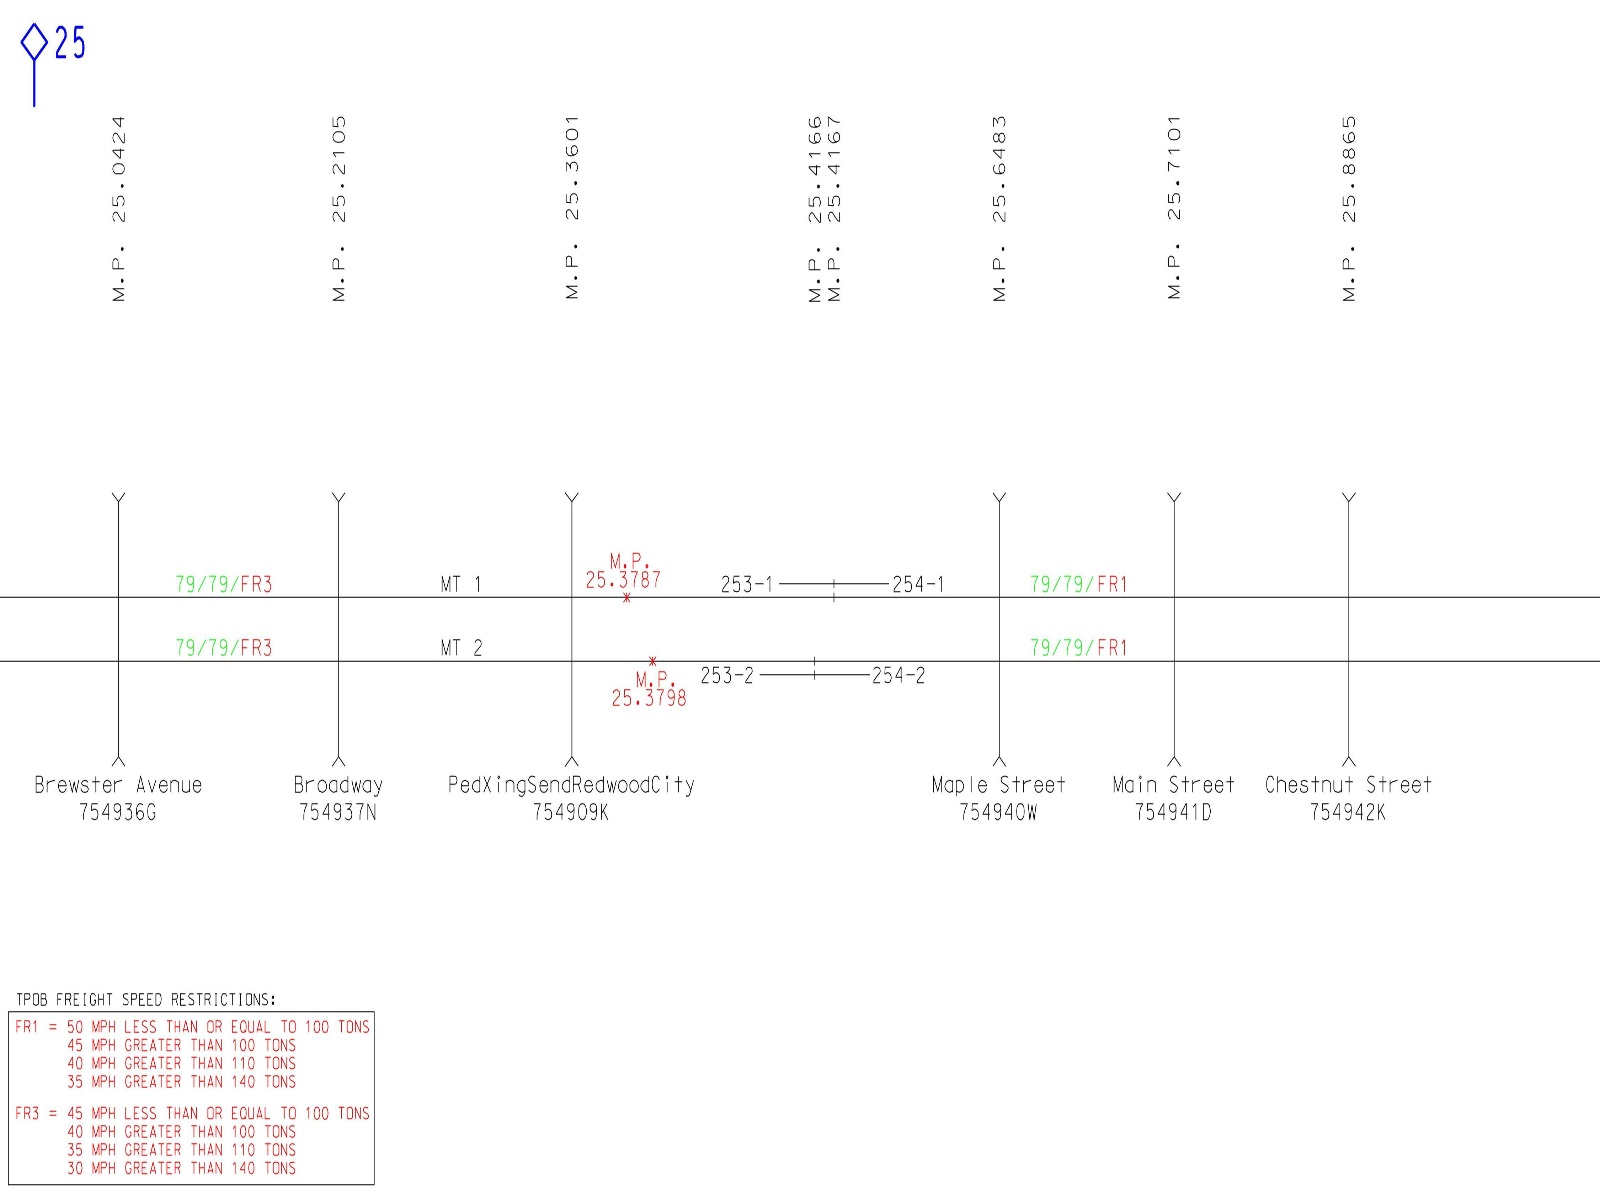 25
M.P. 25.0424
M.P. 25.2105
M.P. 25.3601
M.P. 25.4166
M.P. 25.4167
M.P. 25.6483
M.P. 25.7101
M.P. 25.8865
79/79/FR3
MT 1
M.P.
25.3787
253-1
254-1
79/79/FR1
79/79/FR3
MT 2
M.P.
25.3798
253-2
254-2
79/79/FR1
Brewster Avenue
754936G
Broadway
754937N
PedXingSendRedwoodCity
754909K
Maple Street
754940W
Main Street
754941D
Chestnut Street
754942K
TPOB FREIGHT SPEED RESTRICTIONS:
FR1 = 50 MPH LESS THAN OR EQUAL TO 100 TONS
45 MPH GREATER THAN 100 TONS
40 MPH GREATER THAN 110 TONS
35 MPH GREATER THAN 140 TONS
FR3 = 45 MPH LESS THAN OR EQUAL TO 100 TONS
40 MPH GREATER THAN 100 TONS
35 MPH GREATER THAN 110 TONS
30 MPH GREATER THAN 140 TONS